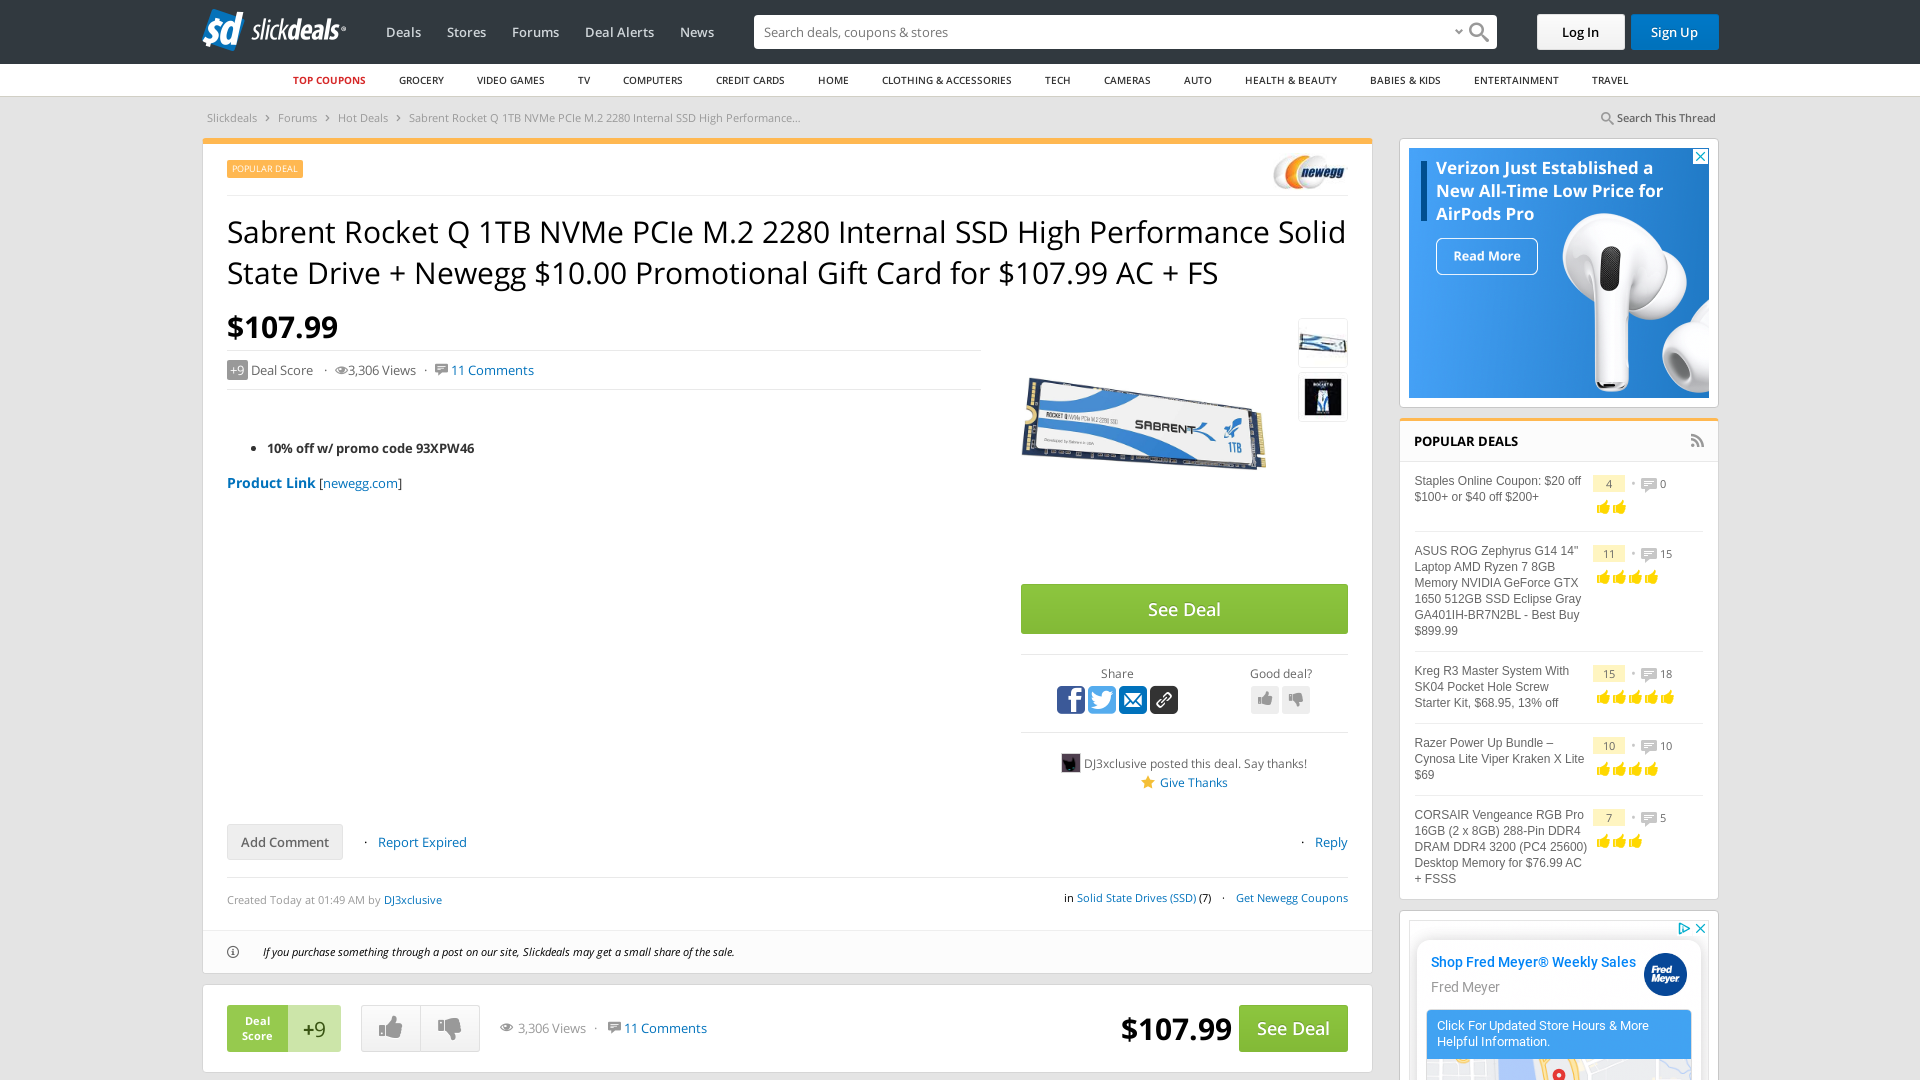 sd slickdeals
Deals
Stores
Forums
Deal Alerts
News
Search deals, coupons & stores
Log In
Sign Up
TOP COUPONS
GROCERY
VIDEO GAMES
TV
COMPUTERS
CREDIT CARDS
HOME
CLOTHING & ACCESSORIES
TECH
CAMERAS
AUTO
HEALTH & BEAUTY
BABIES & KIDS
ENTERTAINMENT
TRAVEL
Slickdeals > Forums > Hot Deals > Sabrent Rocket Q 1TB NVMe PCIe M.2 2280 Internal SSD High Performance...
Search This Thread
POPULAR DEAL
newegg
Sabrent Rocket Q 1TB NVMe PCIe M.2 2280 Internal SSD High Performance Solid
State Drive + Newegg $10.00 Promotional Gift Card for $107.99 AC + FS
$107.99
+9 Deal Score · 3,306 Views · 11 Comments
• 10% off w/ promo code 93XPW46
Product Link [newegg.com]
SABRENT
1TB
See Deal
Share
Good deal?
DJ3xclusive posted this deal. Say thanks!
Give Thanks
Add Comment
· Report Expired
· Reply
Created Today at 01:49 AM by DJ3xclusive
in Solid State Drives (SSD) (7) · Get Newegg Coupons
If you purchase something through a post on our site, Slickdeals may get a small share of the sale.
Deal
Score
+9
3,306 Views · 11 Comments
$107.99
See Deal
Verizon Just Established a
New All-Time Low Price for
AirPods Pro
Read More
POPULAR DEALS
Staples Online Coupon: $20 off
$100+ or $40 off $200+
4 • 0
ASUS ROG Zephyrus G14 14"
Laptop AMD Ryzen 7 8GB
Memory NVIDIA GeForce GTX
1650 512GB SSD Eclipse Gray
GA401IH-BR7N2BL - Best Buy
$899.99
11 • 15
Kreg R3 Master System With
SK04 Pocket Hole Screw
Starter Kit, $68.95, 13% off
15 • 18
Razer Power Up Bundle –
Cynosa Lite Viper Kraken X Lite
$69
10 • 10
CORSAIR Vengeance RGB Pro
16GB (2 x 8GB) 288-Pin DDR4
DRAM DDR4 3200 (PC4 25600)
Desktop Memory for $76.99 AC
+ FSSS
7 • 5
Shop Fred Meyer® Weekly Sales
Fred Meyer
Fred
Meyer
Click For Updated Store Hours & More
Helpful Information.